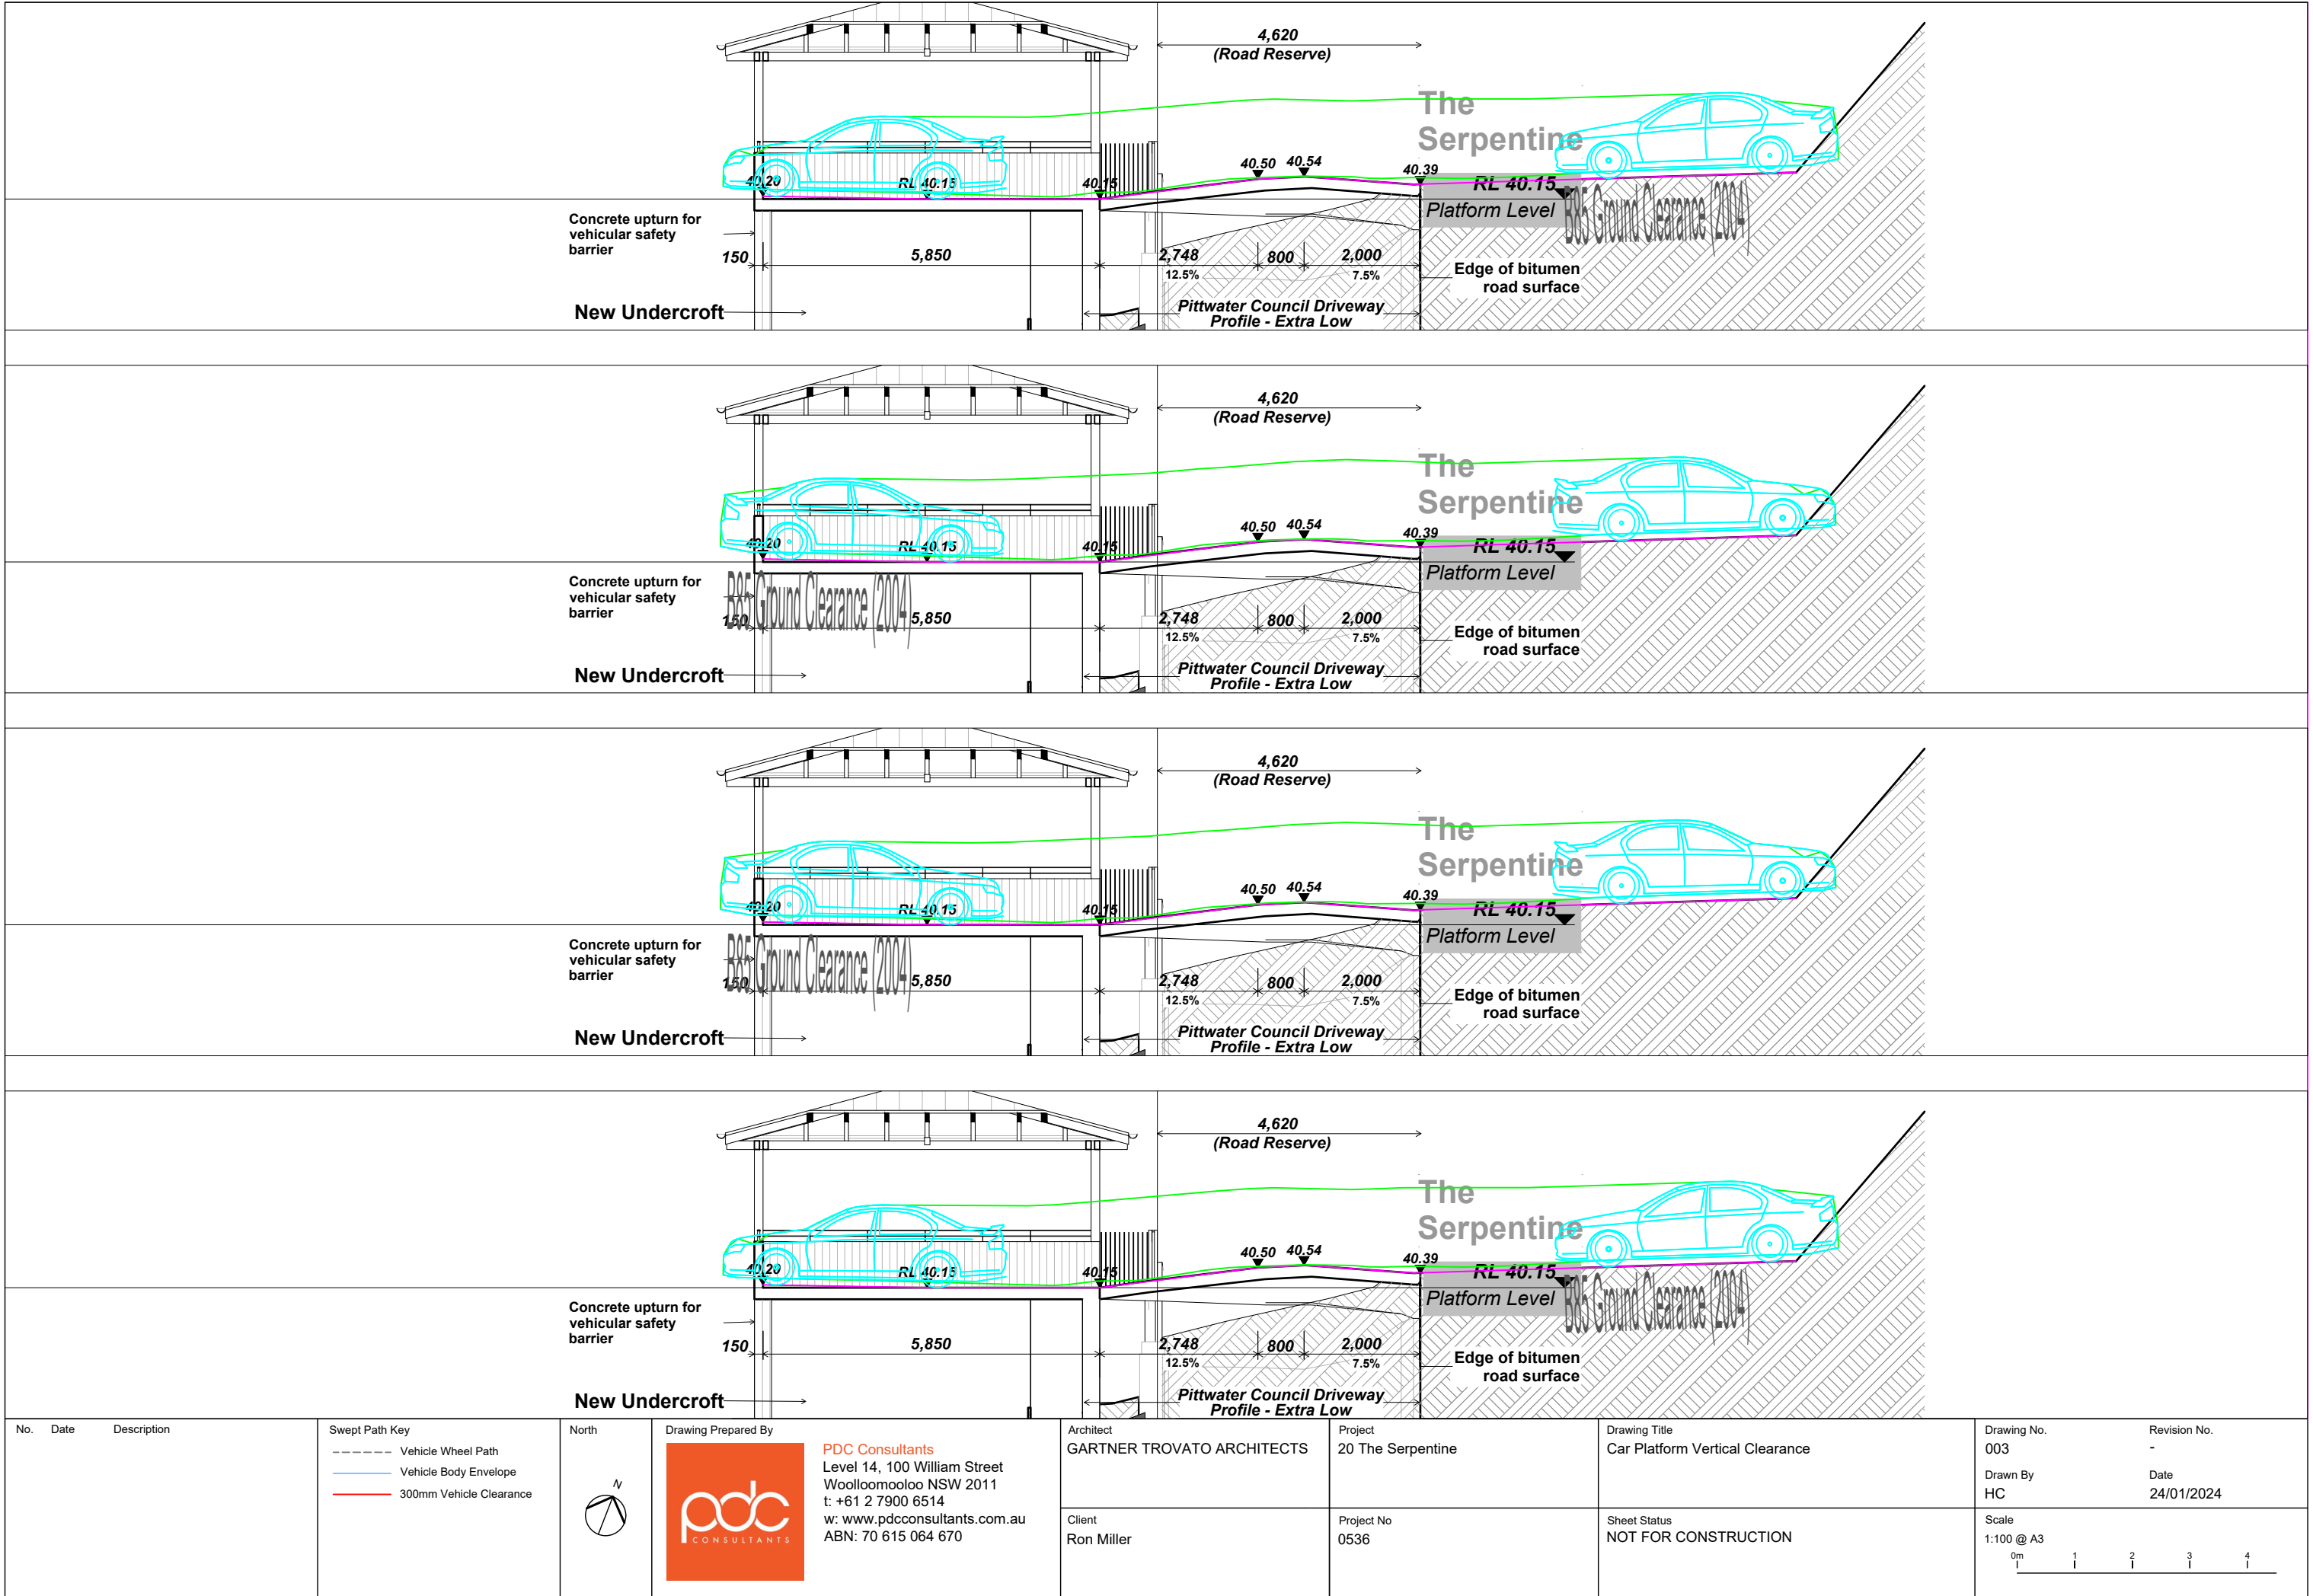 4,620
(Road Reserve)
The
Serpentine
40.50 40.54
40.39
40.20
RL 40.15
40.15
RL 40.15
Platform Level
B85 Ground Clearance (2004)
Concrete upturn for
vehicular safety
barrier
150
5,850
2,748
800
2,000
12.5%
7.5%
Edge of bitumen
road surface
New Undercroft
Pittwater Council Driveway
Profile - Extra Low
4,620
(Road Reserve)
The
Serpentine
40.50 40.54
40.39
40.20
RL 40.15
40.15
RL 40.15
Platform Level
Concrete upturn for
vehicular safety
barrier
B85 Ground Clearance (2004)
150
5,850
2,748
800
2,000
12.5%
7.5%
Edge of bitumen
road surface
New Undercroft
Pittwater Council Driveway
Profile - Extra Low
4,620
(Road Reserve)
The
Serpentine
40.50 40.54
40.39
40.20
RL 40.15
40.15
RL 40.15
Platform Level
Concrete upturn for
vehicular safety
barrier
B85 Ground Clearance (2004)
150
5,850
2,748
800
2,000
12.5%
7.5%
Edge of bitumen
road surface
New Undercroft
Pittwater Council Driveway
Profile - Extra Low
4,620
(Road Reserve)
The
Serpentine
40.50 40.54
40.39
40.20
RL 40.15
40.15
RL 40.15
Platform Level
B85 Ground Clearance (2004)
Concrete upturn for
vehicular safety
barrier
150
5,850
2,748
800
2,000
12.5%
7.5%
Edge of bitumen
road surface
New Undercroft
Pittwater Council Driveway
Profile - Extra Low
No. Date Description
Swept Path Key
Vehicle Wheel Path
Vehicle Body Envelope
300mm Vehicle Clearance
North
N
Drawing Prepared By
pdc
CONSULTANTS
PDC Consultants
Level 14, 100 William Street
Woolloomooloo NSW 2011
t: +61 2 7900 6514
w: www.pdcconsultants.com.au
ABN: 70 615 064 670
Architect
GARTNER TROVATO ARCHITECTS
Client
Ron Miller
Project
20 The Serpentine
Project No
0536
Drawing Title
Car Platform Vertical Clearance
Sheet Status
NOT FOR CONSTRUCTION
Drawing No.
003
Revision No.
-
Drawn By
HC
Date
24/01/2024
Scale
1:100 @ A3
0m 1 2 3 4